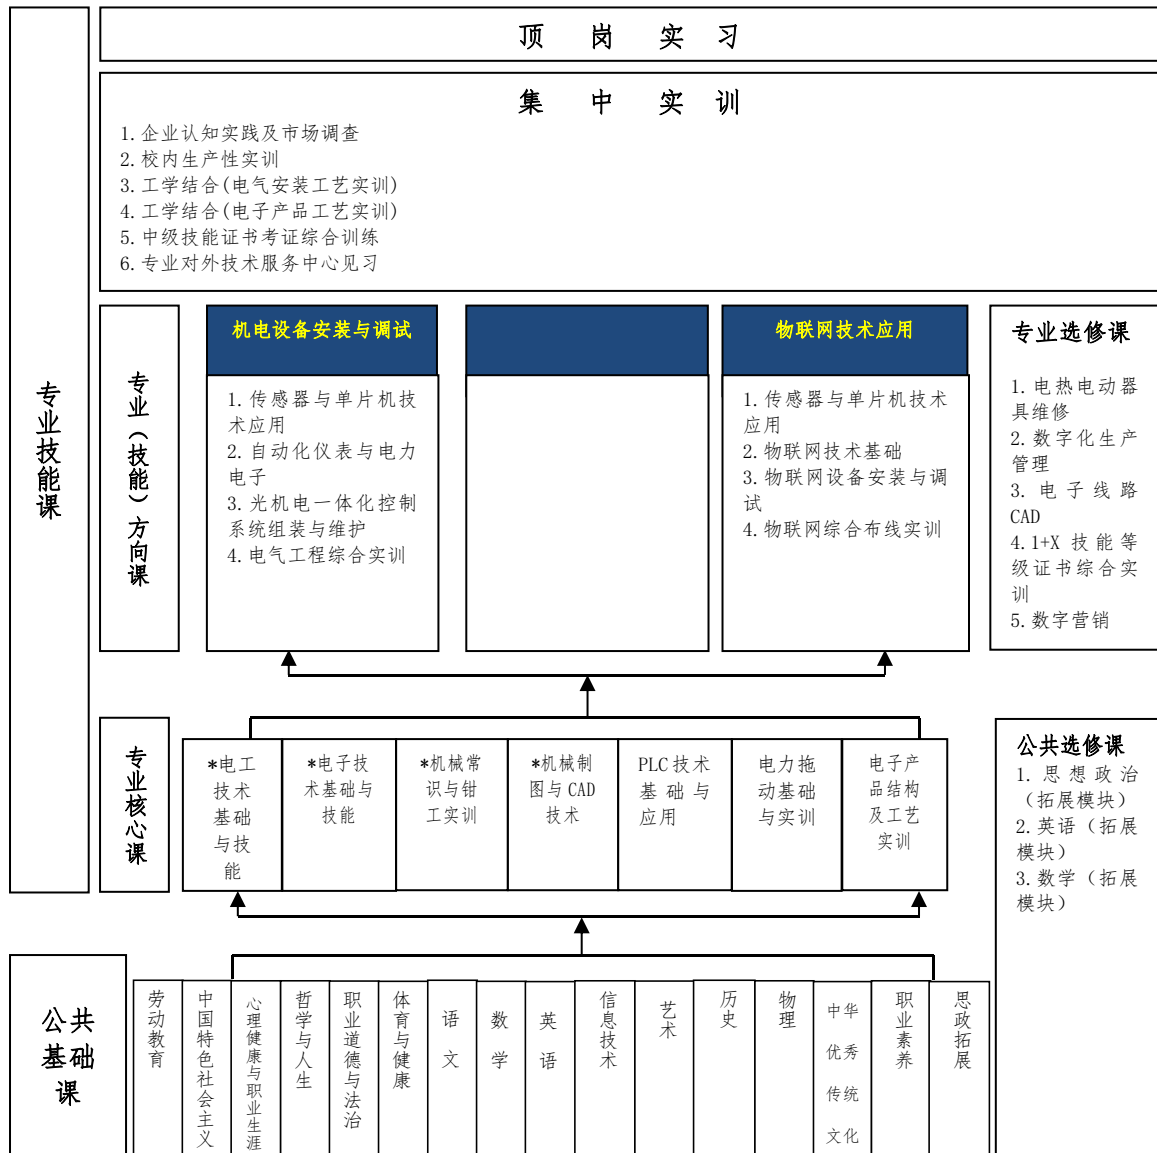 顶 岗 实 习
集 中 实 训
1.企业认知实践及市场调查
2.校内生产性实训
3.工学结合(电气安装工艺实训)
4.工学结合(电子产品工艺实训)
5.中级技能证书考证综合训练
6.专业对外技术服务中心见习
专业技能课
专业（技能）方向课
机电设备安装与调试
1.传感器与单片机技
术应用
2.自动化仪表与电力
电子
3.光机电一体化控制
系统组装与维护
4.电气工程综合实训
物联网技术应用
1.传感器与单片机技术
应用
2.物联网技术基础
3.物联网设备安装与调
试
4.物联网综合布线实训
专业选修课
1.电热电动器
具维修
2.数字化生产
管理
3.电子线路
CAD
4.1+X 技能等
级证书综合实
训
5.数字营销
专业核心课
*电工
技术
基础
与技
能
*电子技
术基础与
技能
*机械常
识与钳
工实训
*机械制
图与 CAD
技术
PLC 技术
基础与
应用
电力拖
动基础
与实训
电子产
品结构
及工艺
实训
公共选修课
1.思想政治
（拓展模块）
2.英语（拓展
模块）
3.数学（拓展
模块）
公共
基础
课
劳动教育
中国特色社会主义
心理健康与职业生涯
哲学与人生
职业道德与法治
体育与健康
语文
数学
英语
信息技术
艺术
历史
物理
中华
优秀
传统
文化
职业素养
思政拓展